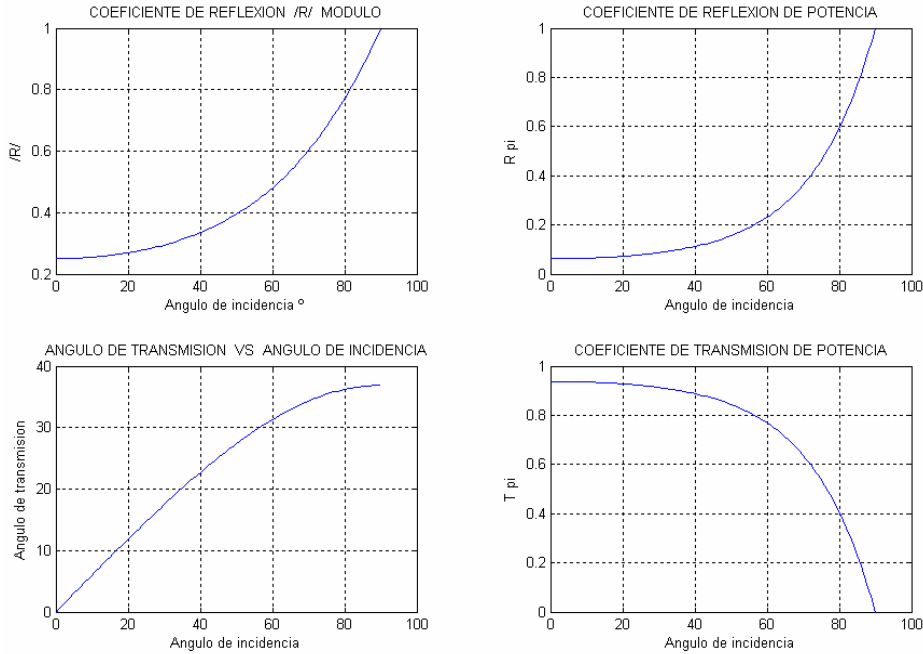 COEFICIENTE DE REFLEXION /R/ MODULO
1
0.8
0.6
0.4
0.2
/R/
0 20 40 60 80 100
Angulo de incidencia º
COEFICIENTE DE REFLEXION DE POTENCIA
1
0.8
0.6
0.4
0.2
0
R pi
0 20 40 60 80 100
Angulo de incidencia
ANGULO DE TRANSMISION VS ANGULO DE INCIDENCIA
40
30
20
10
0
Angulo de transmision
0 20 40 60 80 100
Angulo de incidencia
COEFICIENTE DE TRANSMISION DE POTENCIA
1
0.8
0.6
0.4
0.2
0
T pi
0 20 40 60 80 100
Angulo de incidencia